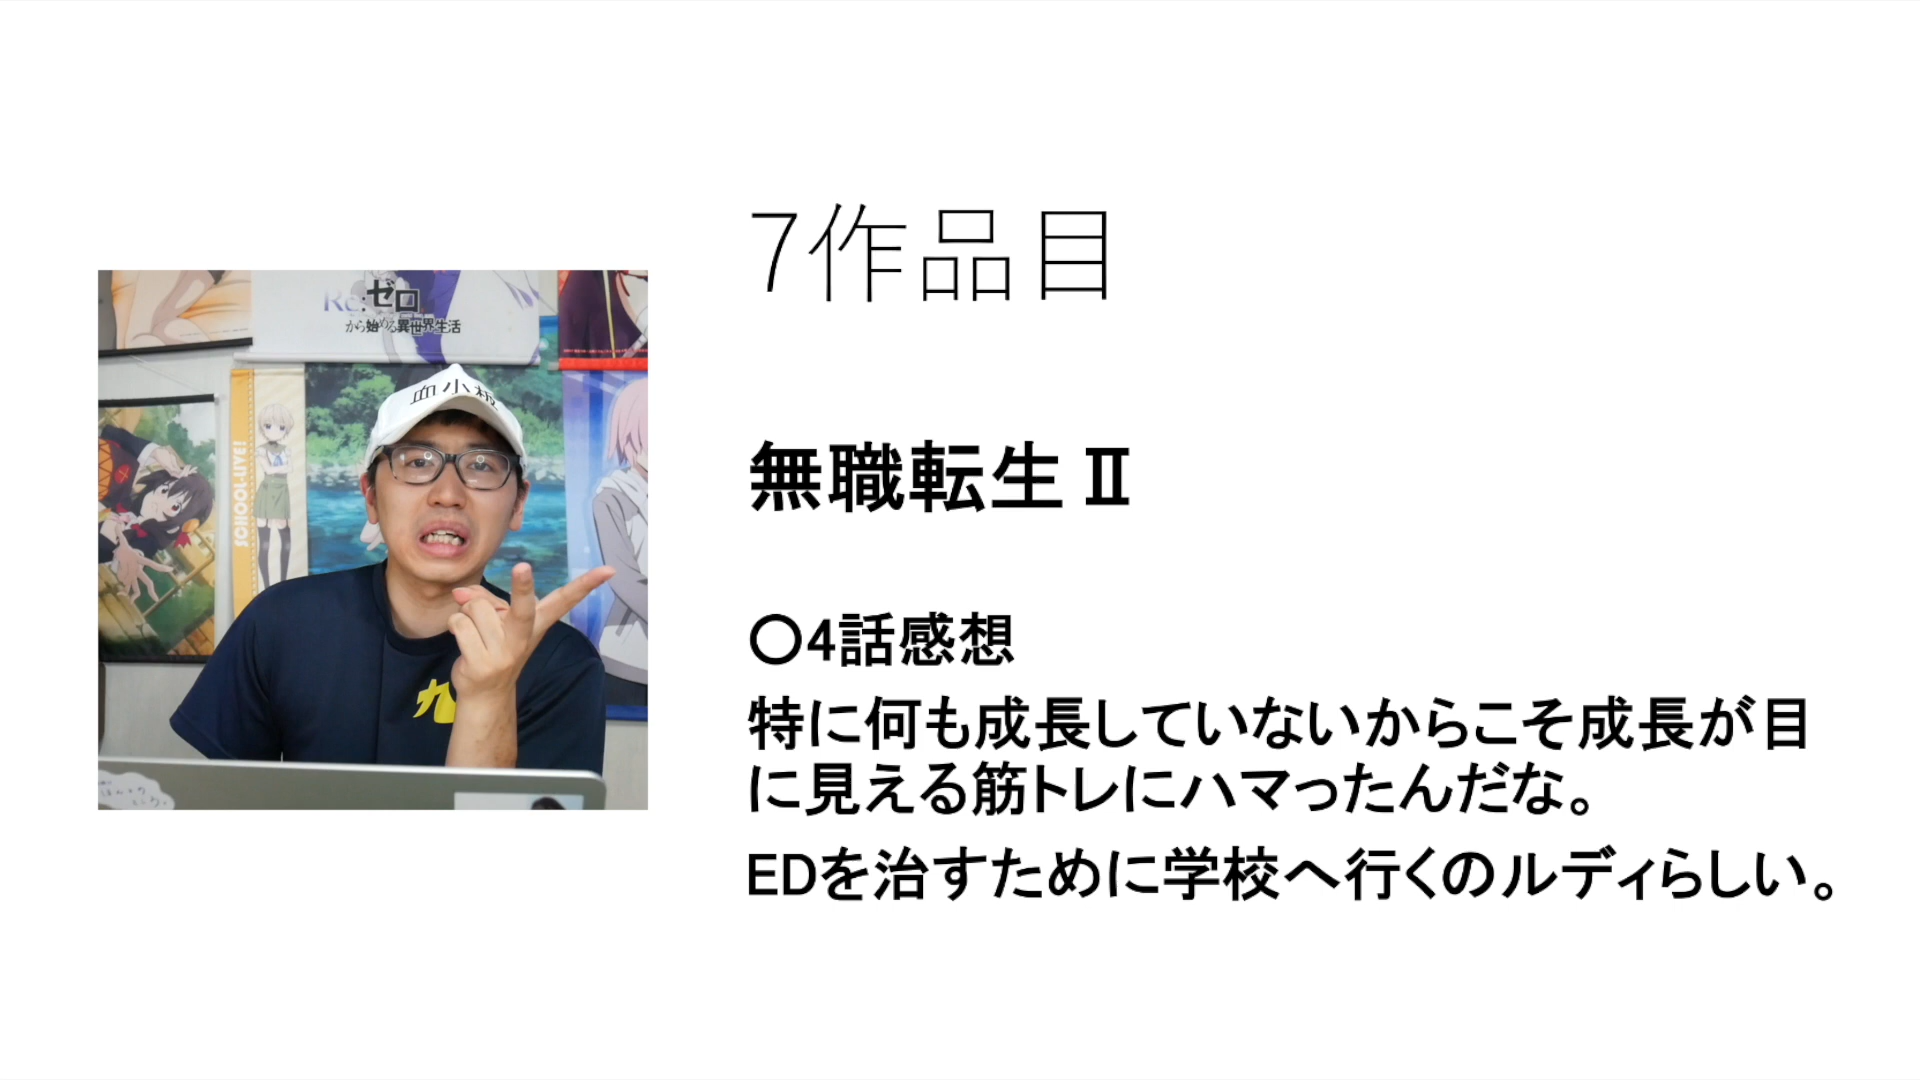 7作品目
無職転生Ⅱ
〇4話感想
特に何も成長していないからこそ成長が目
に見える筋トレにハマったんだな。
EDを治すために学校へ行くのルディらしい。
Re:ゼロ
から始める異世界生活
血小板
SCHOOL-LIVE!